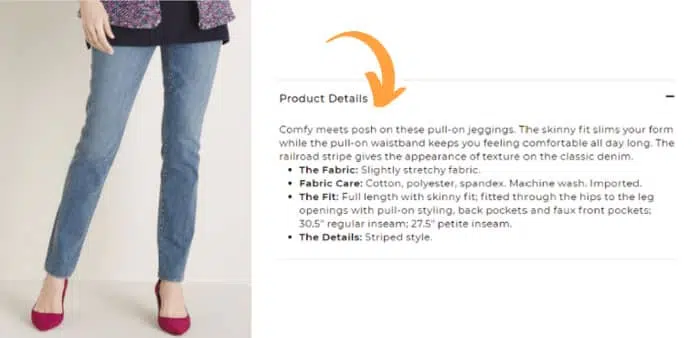 Product Details
Comfy meets posh on these pull-on jeggings. The skinny fit slims your form
while the pull-on waistband keeps you feeling comfortable all day long. The
railroad stripe gives the appearance of texture on the classic denim.
• The Fabric: Slightly stretchy fabric.
• Fabric Care: Cotton, polyester, spandex. Machine wash. Imported.
• The Fit: Full length with skinny fit; fitted through the hips to the leg
openings with pull-on styling, back pockets and faux front pockets;
30.5" regular inseam; 27.5" petite inseam.
• The Details: Striped style.